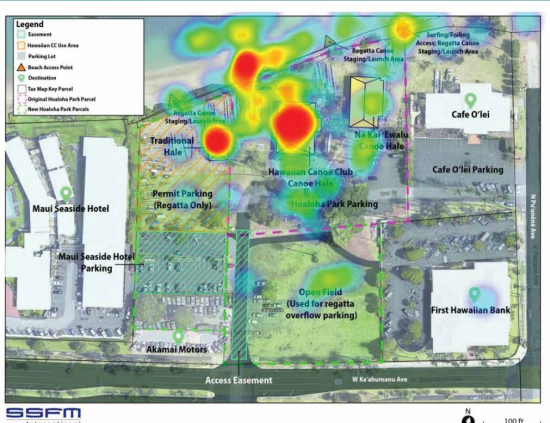 Legend
Easement
Hawaiian CC Use Area
Parking Lot
Beach Access Point
Destination
Tax Map Key Parcel
Original Hoaloha Park Parcel
New Hoaloha Park Parcels
Regatta Canoe
Staging/Launch Area
Surfing/Foiling
Access; Regatta Canoe
Staging/Launch Area
Regatta Canoe
Staging/Launch Area
Traditional
Hale
Na Kai 'Ewalu
Canoe Hale
Cafe O'lei
Hawaiian Canoe Club
Canoe Hale
Cafe O'lei Parking
Permit Parking
(Regatta Only)
Hoaloha Park Parking
Maui Seaside Hotel
Maui Seaside Hotel
Parking
Open Field
(Used for regatta
overflow parking)
First Hawaiian Bank
Akamai Motors
Access Easement
W Ka'ahumanu Ave
SSFM
International
N
100 ft